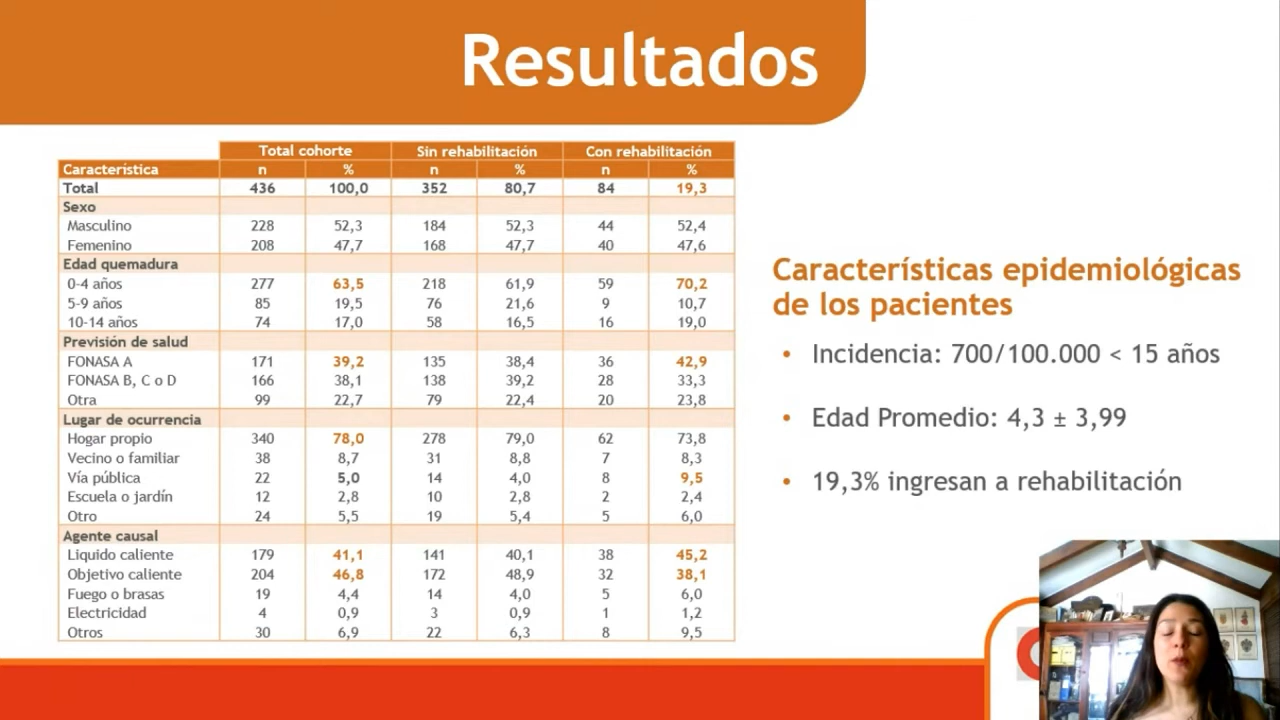 Resultados
Total cohorte Sin rehabilitación Con rehabilitación
Característica n % n % n %
Total 436 100,0 352 80,7 84 19,3
Sexo
Masculino 228 52,3 184 52,3 44 52,4
Femenino 208 47,7 168 47,7 40 47,6
Edad quemadura
0-4 años 277 63,5 218 61,9 59 70,2
5-9 años 85 19,5 76 21,6 9 10,7
10-14 años 74 17,0 58 16,5 16 19,0
Previsión de salud
FONASA A 171 39,2 135 38,4 36 42,9
FONASA B, C o D 166 38,1 138 39,2 28 33,3
Otra 99 22,7 79 22,4 20 23,8
Lugar de ocurrencia
Hogar propio 340 78,0 278 79,0 62 73,8
Vecino o familiar 38 8,7 31 8,8 7 8,3
Vía pública 22 5,0 14 4,0 8 9,5
Escuela o jardín 12 2,8 10 2,8 2 2,4
Otro 24 5,5 19 5,4 5 6,0
Agente causal
Liquido caliente 179 41,1 141 40,1 38 45,2
Objetivo caliente 204 46,8 172 48,9 32 38,1
Fuego o brasas 19 4,4 14 4,0 5 6,0
Electricidad 4 0,9 3 0,9 1 1,2
Otros 30 6,9 22 6,3 8 9,5
Características epidemiológicas
de los pacientes
• Incidencia: 700/100.000 < 15 años
• Edad Promedio: 4,3 ± 3,99
• 19,3% ingresan a rehabilitación